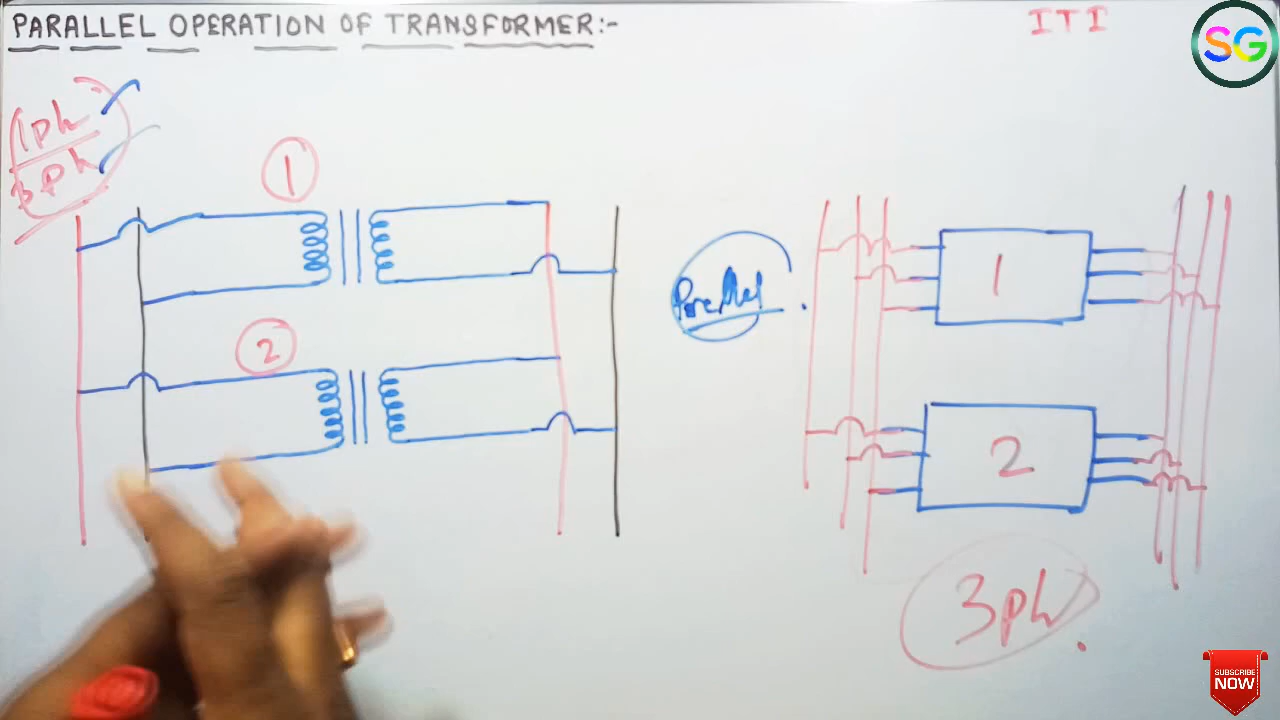 PARALLEL OPERATION OF TRANSFORMER:-
ITI
SG
1ph
3ph
1
2
Parallel
1
2
3ph
SUBSCRIBE
NOW